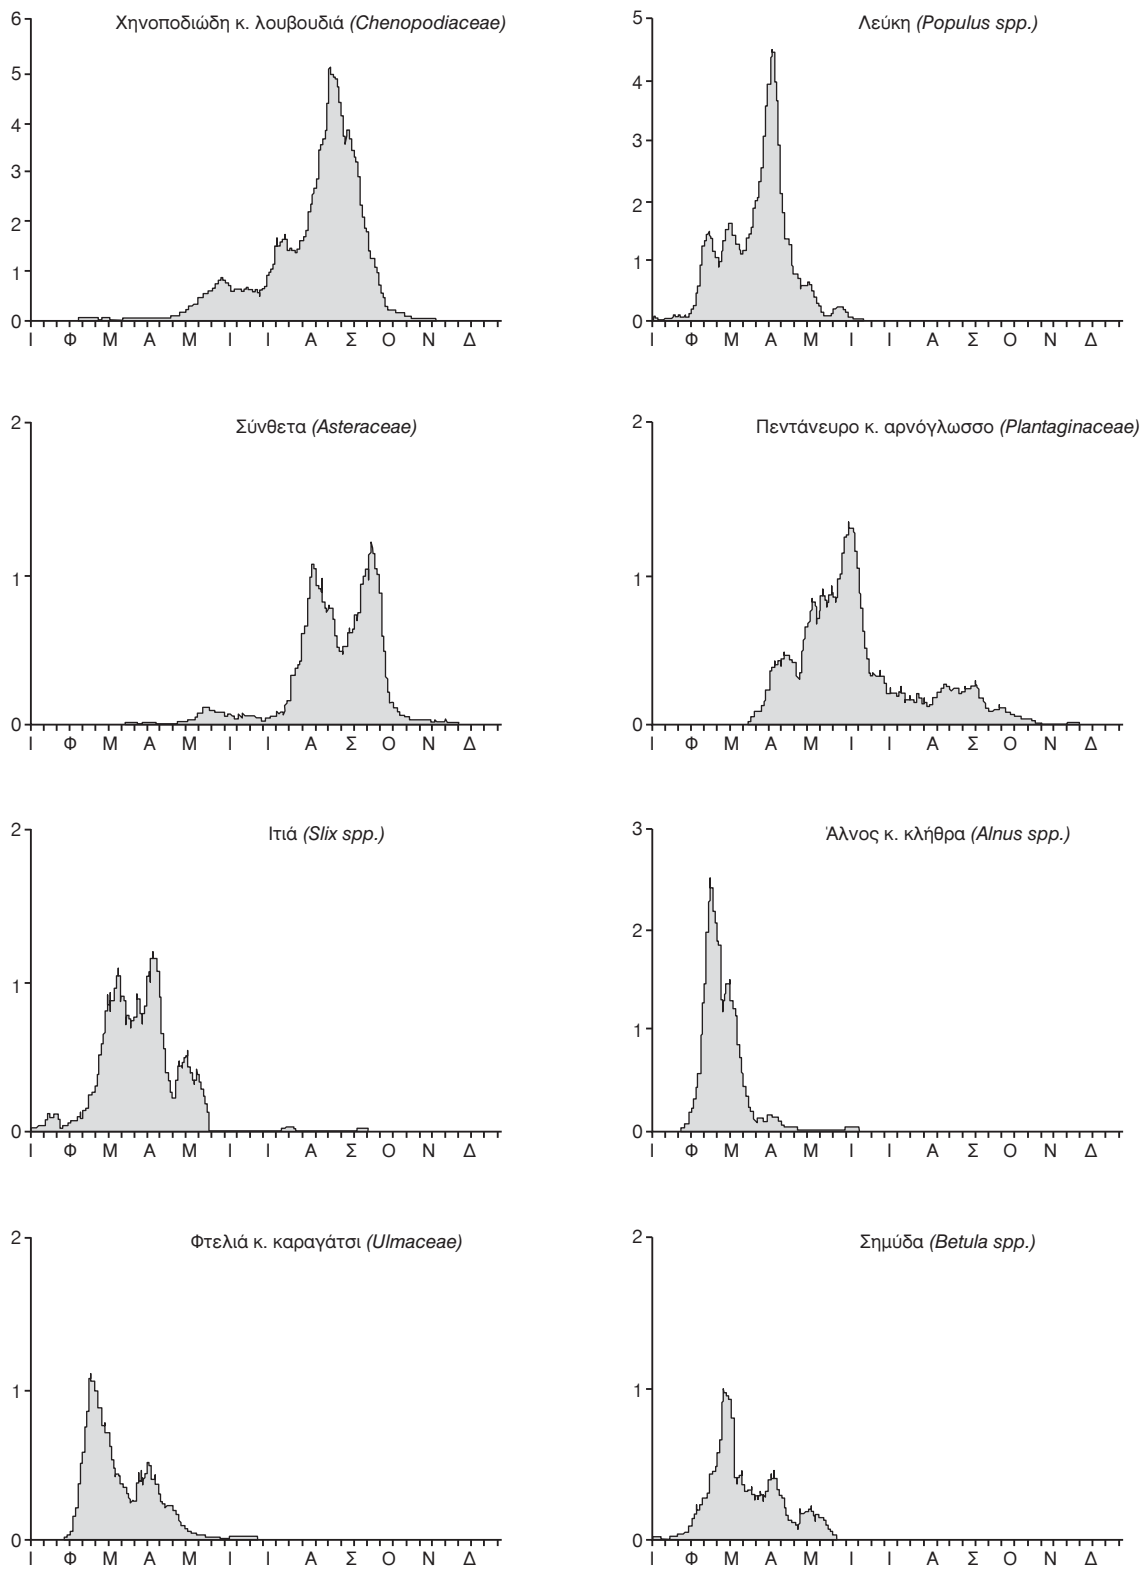 Χηνοποδιώδη κ. λουβουδιά (Chenopodiaceae)
6
5
4
3
2
1
0
Ι Φ Μ Α Μ Ι Ι Α Σ Ο Ν Δ
Λεύκη (Populus spp.)
5
4
3
2
1
0
Ι Φ Μ Α Μ Ι Ι Α Σ Ο Ν Δ
Σύνθετα (Asteraceae)
2
1
0
Ι Φ Μ Α Μ Ι Ι Α Σ Ο Ν Δ
Πεντάνευρο κ. αρνόγλωσσο (Plantaginaceae)
2
1
0
Ι Φ Μ Α Μ Ι Ι Α Σ Ο Ν Δ
Ιτιά (Slix spp.)
2
1
0
Ι Φ Μ Α Μ Ι Ι Α Σ Ο Ν Δ
Άλνος κ. κλήθρα (Alnus spp.)
3
2
1
0
Ι Φ Μ Α Μ Ι Ι Α Σ Ο Ν Δ
Φτελιά κ. καραγάτσι (Ulmaceae)
2
1
0
Ι Φ Μ Α Μ Ι Ι Α Σ Ο Ν Δ
Σημύδα (Betula spp.)
2
1
0
Ι Φ Μ Α Μ Ι Ι Α Σ Ο Ν Δ